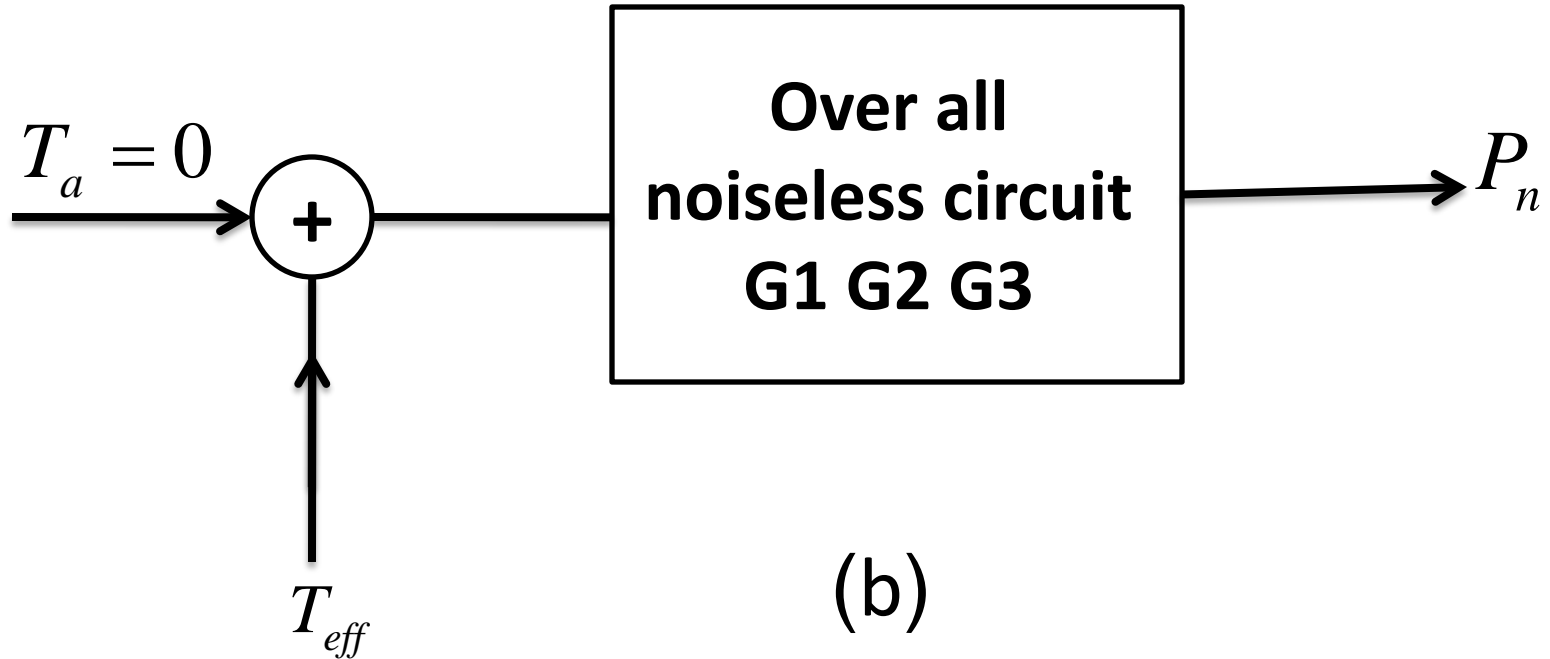 T_a = 0
+
Over all
noiseless circuit
G1 G2 G3
P_n
T_eff
(b)